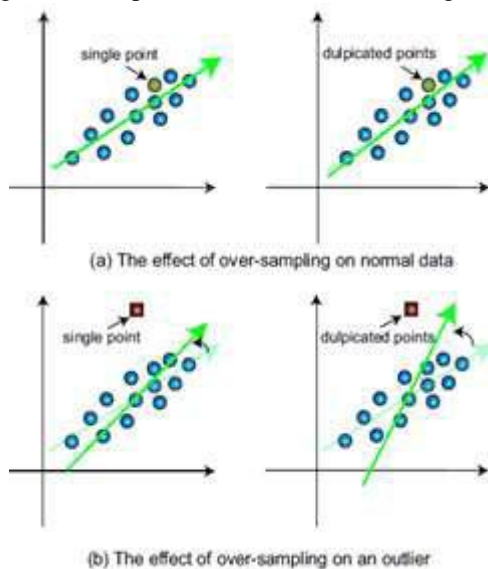 single point
dulpicated points
(a) The effect of over-sampling on normal data
single point
dulpicated points
(b) The effect of over-sampling on an outlier